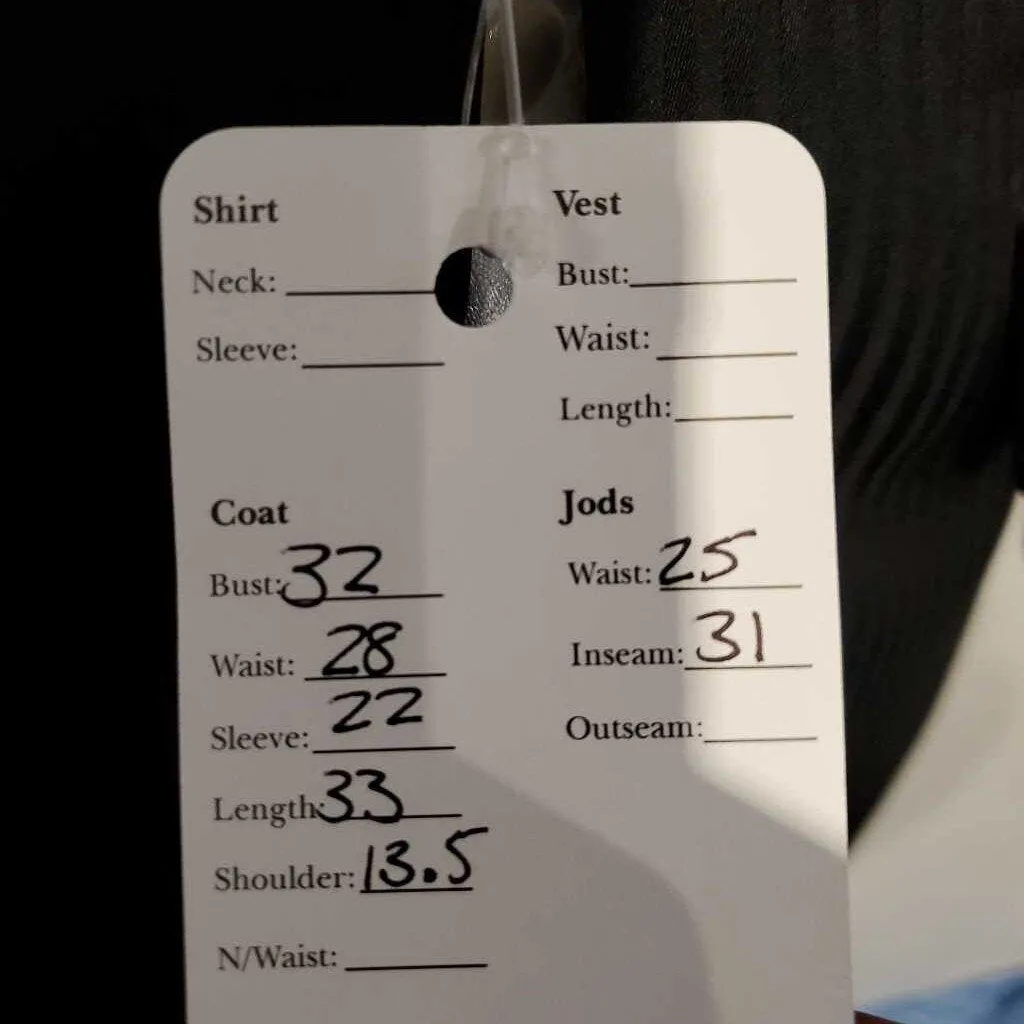 Shirt
Neck:
Sleeve:
Vest
Bust:
Waist:
Length:
Coat
Bust: 32
Waist: 28
Sleeve: 22
Length: 33
Shoulder: 13.5
N/Waist:
Jods
Waist: 25
Inseam: 31
Outseam: